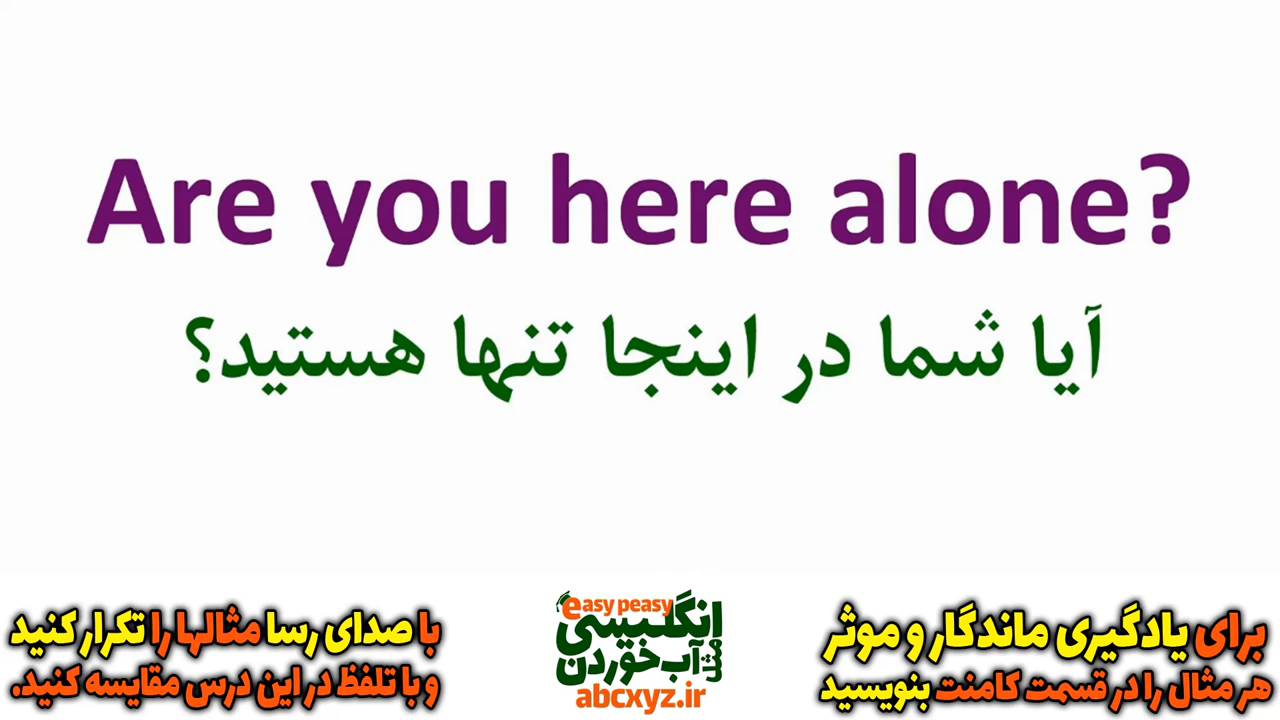 Are you here alone?
آیا شما در اینجا تنها هستید؟
برای یادگیری ماندگار و موثر
هر مثال را در قسمت کامنت بنویسید
easy peasy
انگلیسی
مثل آب خوردن
abcxyz.ir
با صدای رسا مثالها را تکرار کنید
و با تلفظ در این درس مقایسه کنید.